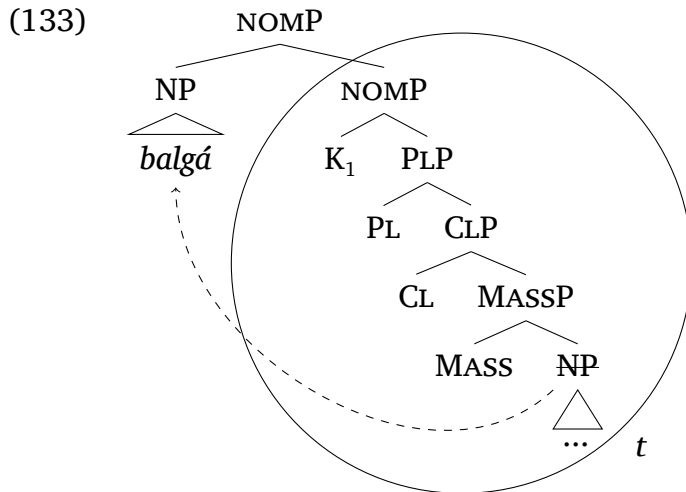 (133) NOMP
NP NOMP
balgá K₁ PLP
PL CLP
CL MASSP
MASS NP
... t